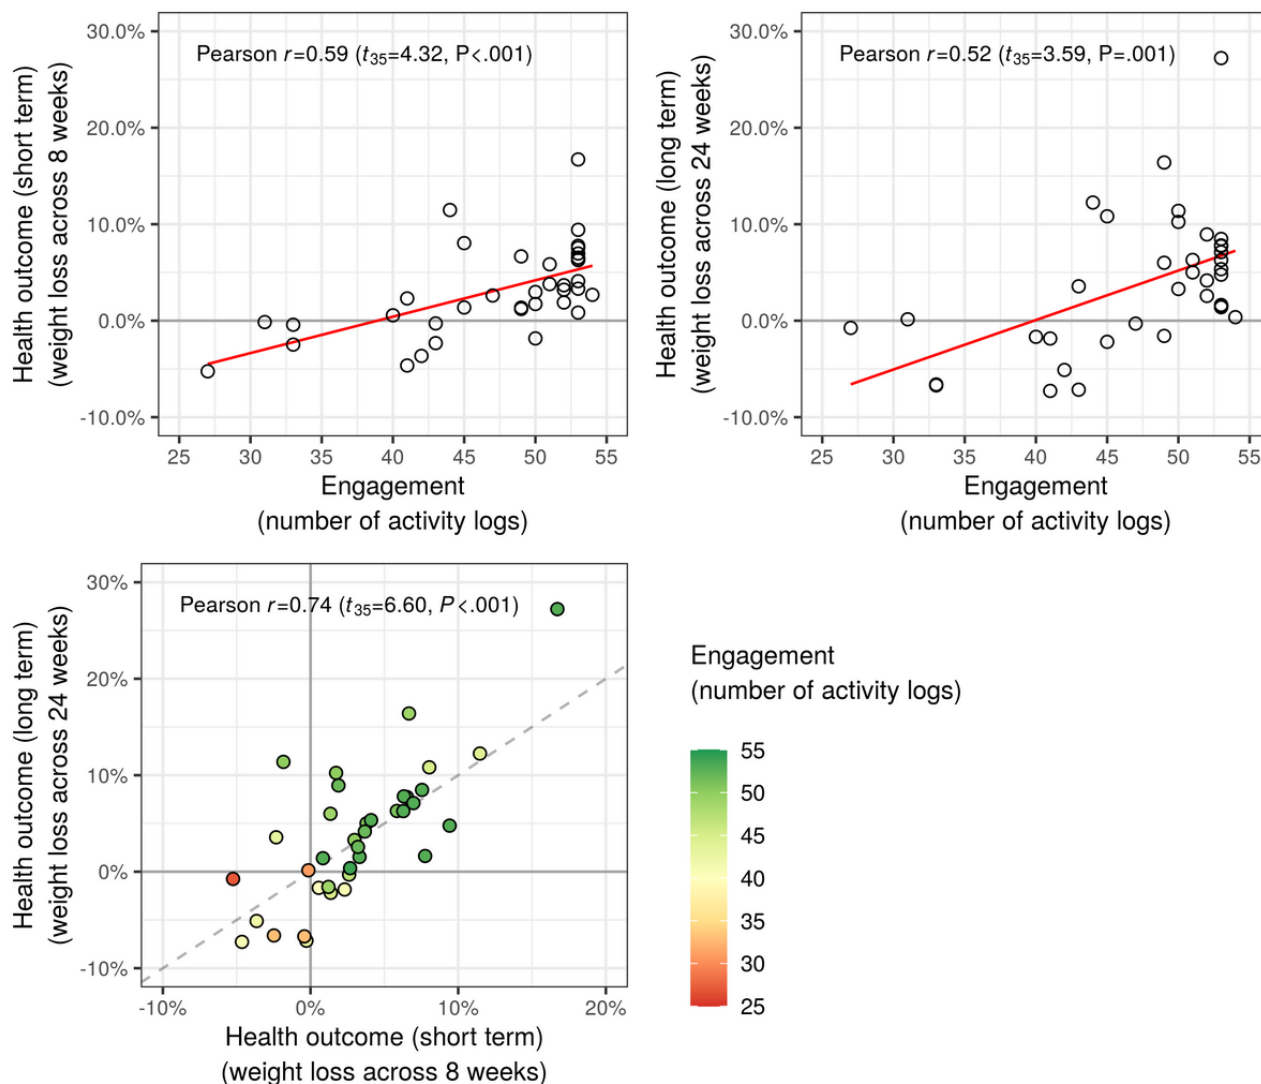 Health outcome (short term)
(weight loss across 8 weeks)
30.0%
20.0%
10.0%
0.0%
-10.0%
Pearson r=0.59 (t35=4.32, P<.001)
25 30 35 40 45 50 55
Engagement
(number of activity logs)
Health outcome (long term)
(weight loss across 24 weeks)
30.0%
20.0%
10.0%
0.0%
-10.0%
Pearson r=0.52 (t35=3.59, P=.001)
25 30 35 40 45 50 55
Engagement
(number of activity logs)
Health outcome (long term)
(weight loss across 24 weeks)
30%
20%
10%
0%
-10%
Pearson r=0.74 (t35=6.60, P<.001)
-10% 0% 10% 20%
Health outcome (short term)
(weight loss across 8 weeks)
Engagement
(number of activity logs)
55
50
45
40
35
30
25